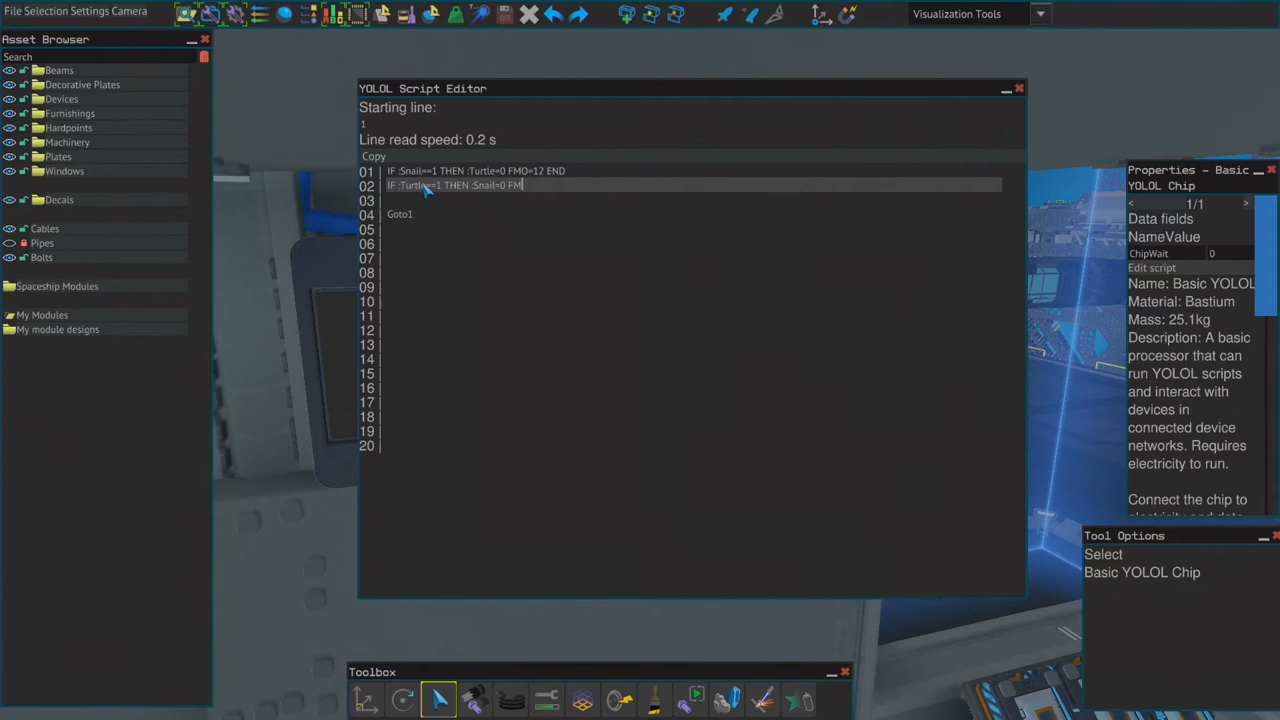 File Selection Settings Camera
Visualization Tools
Asset Browser
Search
Beams
Decorative Plates
Devices
Furnishings
Hardpoints
Machinery
Plates
Windows
Decals
Cables
Pipes
Bolts
Spaceship Modules
My Modules
My module designs
YOLOL Script Editor
Starting line:
1
Line read speed: 0.2 s
Copy
01 IF :Snail==1 THEN :Turtle=0 FMO=12 END
02 IF :Turtle==1 THEN :Snail=0 FM
03
04 Goto1
05
06
07
08
09
10
11
12
13
14
15
16
17
18
19
20
Properties - Basic
YOLOL Chip
< 1/1 >
Data fields
NameValue
ChipWait 0
Edit script
Name: Basic YOLOL
Material: Bastium
Mass: 25.1kg
Description: A basic
processor that can
run YOLOL scripts
and interact with
devices in
connected device
networks. Requires
electricity to run.
Connect the chip to
Tool Options
Select
Basic YOLOL Chip
Toolbox